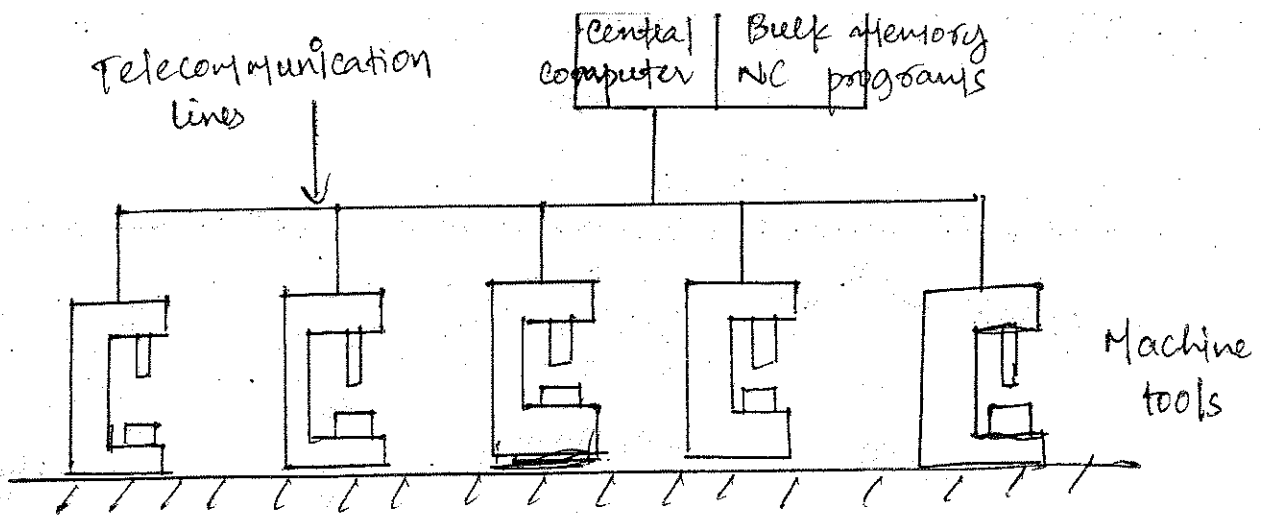 Telecommunication
lines
Central
computer
Bulk Memory
NC programs
Machine
tools